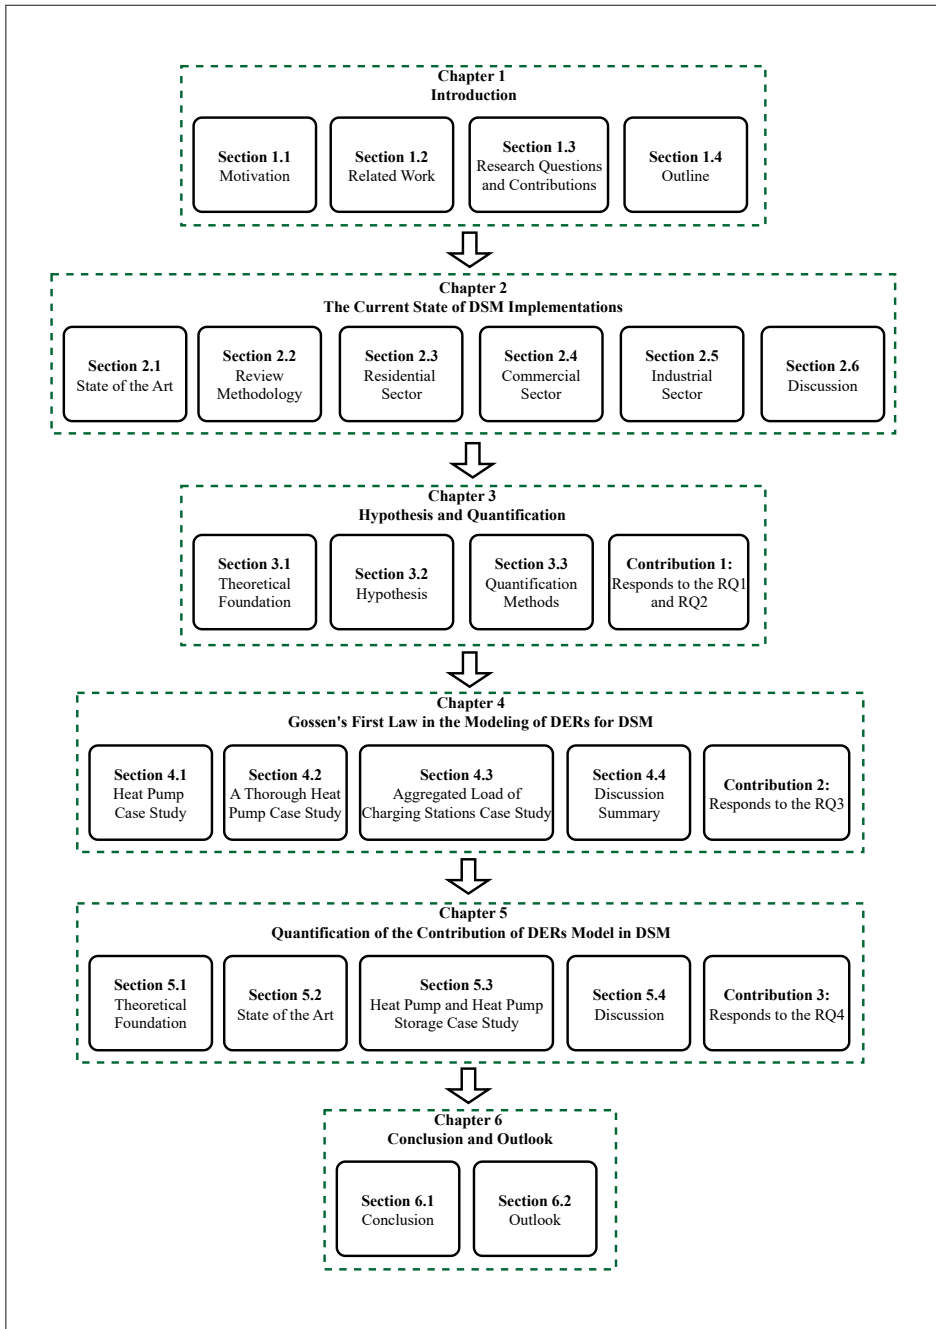 Chapter 1
Introduction
Section 1.1
Motivation
Section 1.2
Related Work
Section 1.3
Research Questions
and Contributions
Section 1.4
Outline
Chapter 2
The Current State of DSM Implementations
Section 2.1
State of the Art
Section 2.2
Review
Methodology
Section 2.3
Residential
Sector
Section 2.4
Commercial
Sector
Section 2.5
Industrial
Sector
Section 2.6
Discussion
Chapter 3
Hypothesis and Quantification
Section 3.1
Theoretical
Foundation
Section 3.2
Hypothesis
Section 3.3
Quantification
Methods
Contribution 1:
Responds to the RQ1
and RQ2
Chapter 4
Gossen's First Law in the Modeling of DERs for DSM
Section 4.1
Heat Pump
Case Study
Section 4.2
A Thorough Heat
Pump Case Study
Section 4.3
Aggregated Load of
Charging Stations Case Study
Section 4.4
Discussion
Summary
Contribution 2:
Responds to the RQ3
Chapter 5
Quantification of the Contribution of DERs Model in DSM
Section 5.1
Theoretical
Foundation
Section 5.2
State of the Art
Section 5.3
Heat Pump and Heat Pump
Storage Case Study
Section 5.4
Discussion
Contribution 3:
Responds to the RQ4
Chapter 6
Conclusion and Outlook
Section 6.1
Conclusion
Section 6.2
Outlook